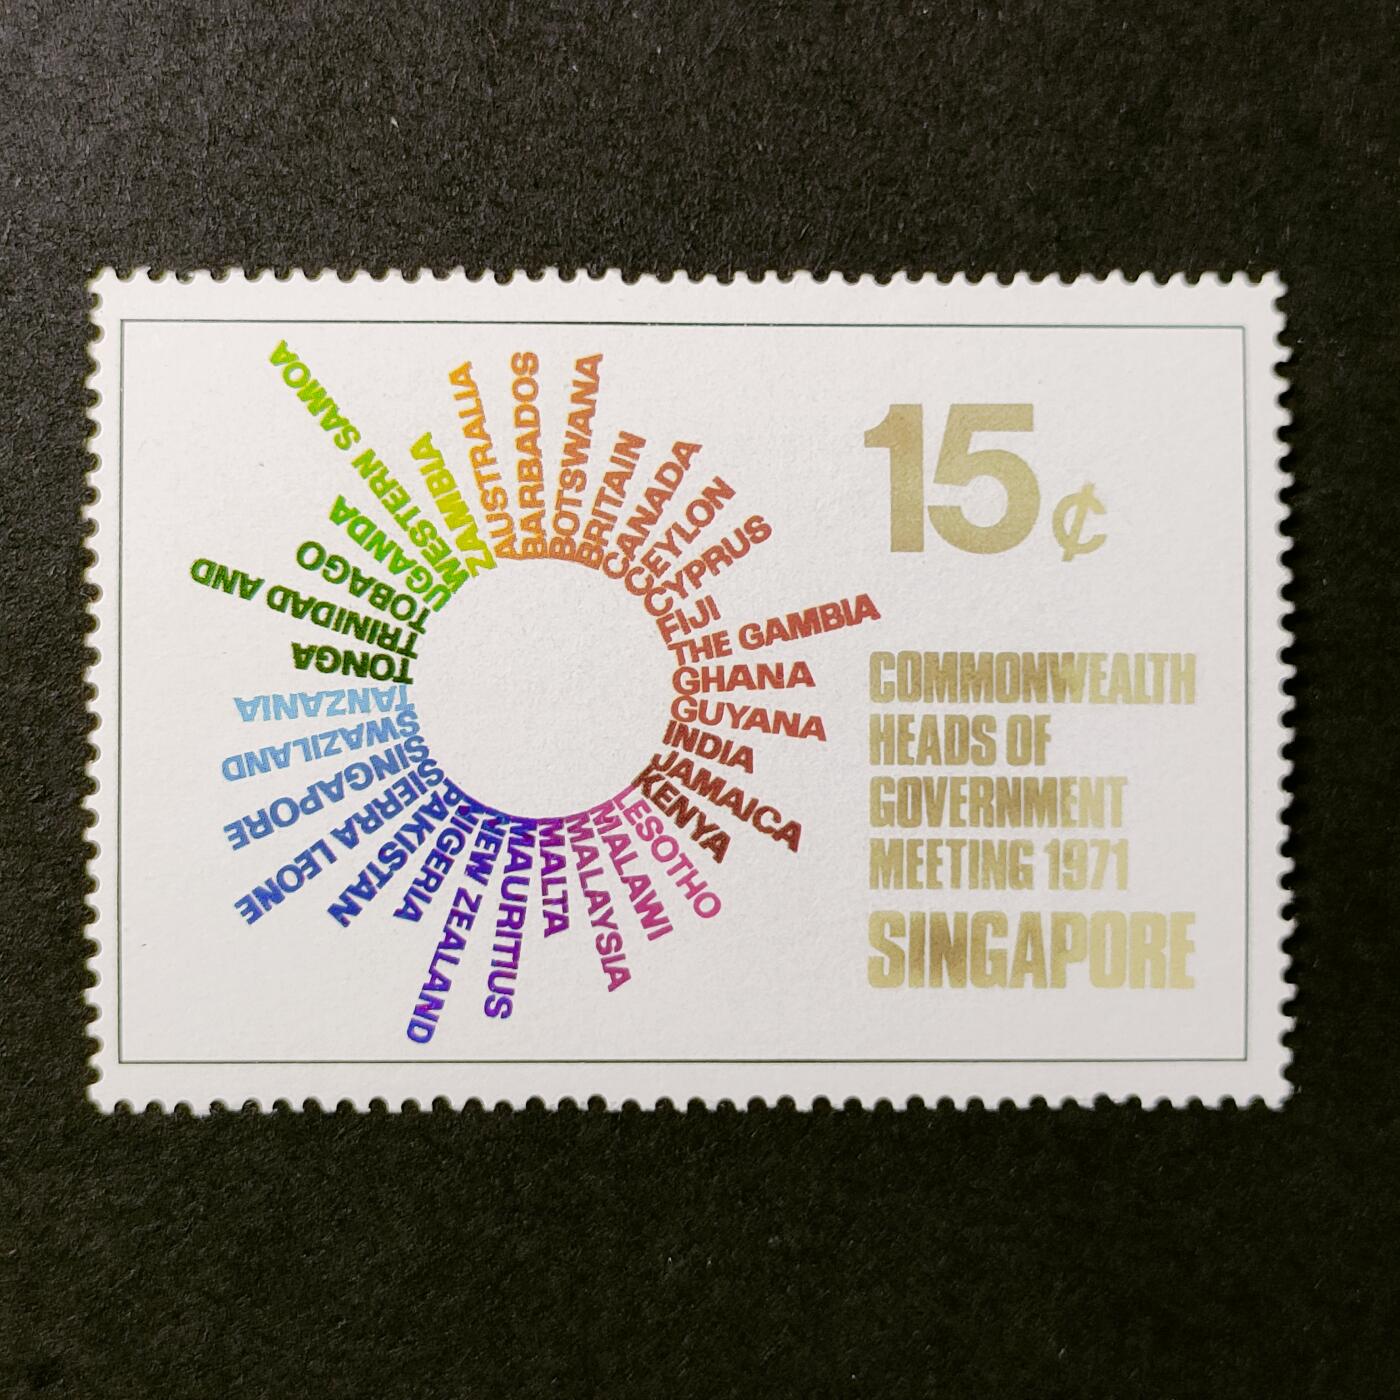 AUSTRALIA
BARBADOS
BOTSWANA
BRITAIN
CANADA
CEYLON
CYPRUS
FIJI
THE GAMBIA
GHANA
GUYANA
INDIA
JAMAICA
KENYA
LESOTHO
MALAWI
MALAYSIA
MALTA
MAURITIUS
NEW ZEALAND
NIGERIA
PAKISTAN
SIERRA LEONE
SINGAPORE
SWAZILAND
TANZANIA
TONGA
TRINIDAD AND
TOBAGO
UGANDA
WESTERN SAMOA
ZAMBIA
15¢
COMMONWEALTH
HEADS OF
GOVERNMENT
MEETING 1971
SINGAPORE